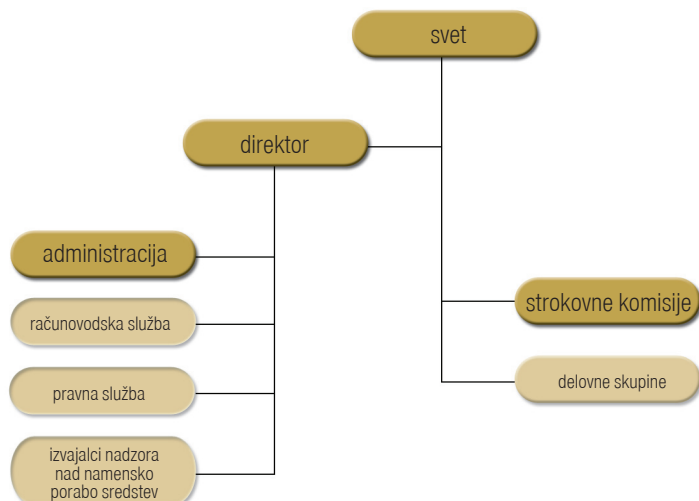 svet
direktor
administracija
računovodska služba
pravna služba
izvajalci nadzora
nad namensko
porabo sredstev
strokovne komisije
delovne skupine